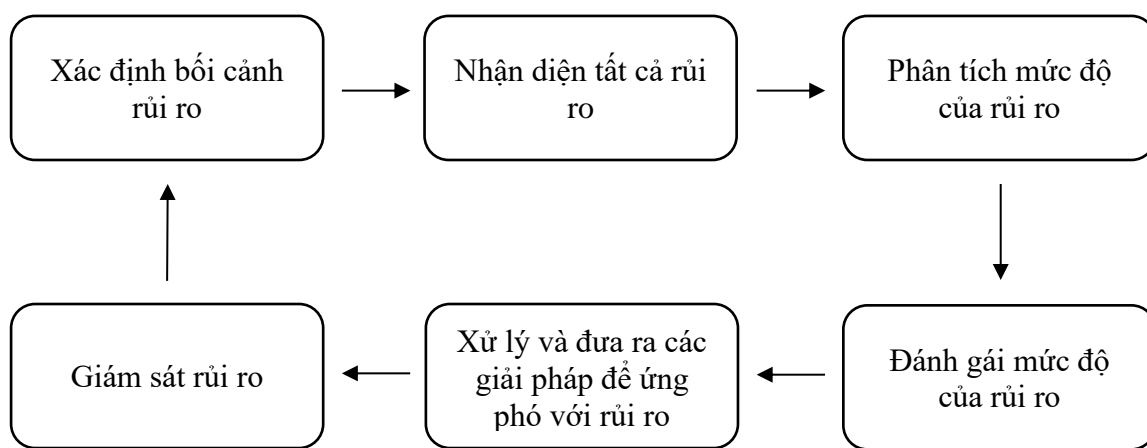 Xác định bối cảnh
rủi ro
Nhận diện tất cả rủi
ro
Phân tích mức độ
của rủi ro
Đánh gái mức độ
của rủi ro
Xử lý và đưa ra các
giải pháp để ứng
phó với rủi ro
Giám sát rủi ro